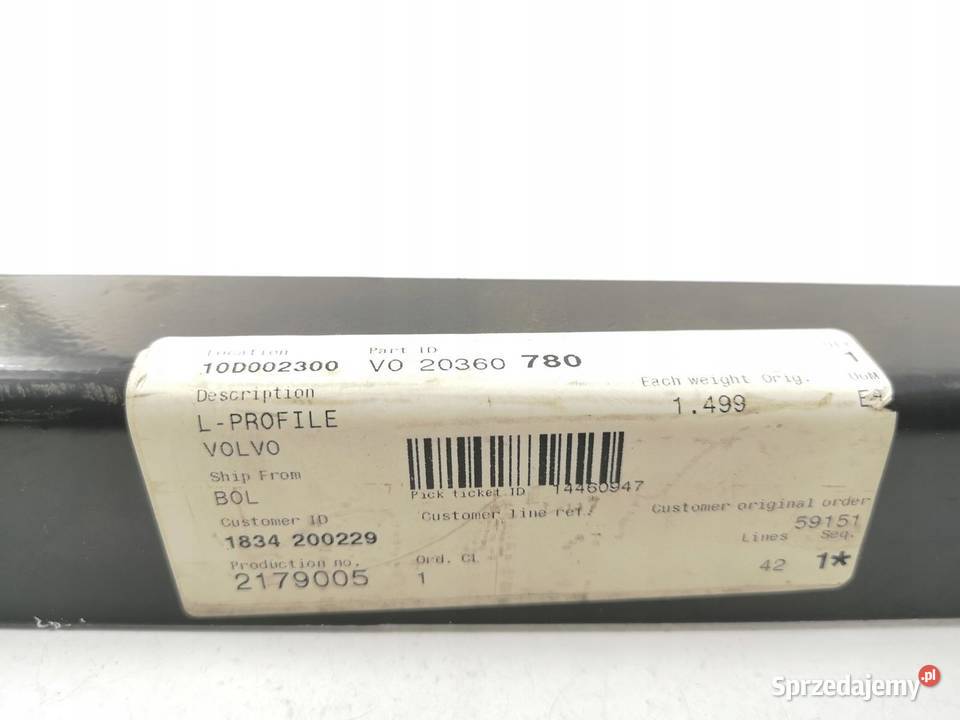 Location
10D002300
Part ID
VO 20360 780
1
Description
L-PROFILE
VOLVO
Each weight Orig.
1.499
UoM
EA
Ship From
BOL
Pick ticket ID 14460947
Customer ID
1834 200229
Customer line ref.
Customer original order
59151
Production no.
2179005
Ord. Cl
1
Lines
42
Seq.
1*
Sprzedajemy.pl